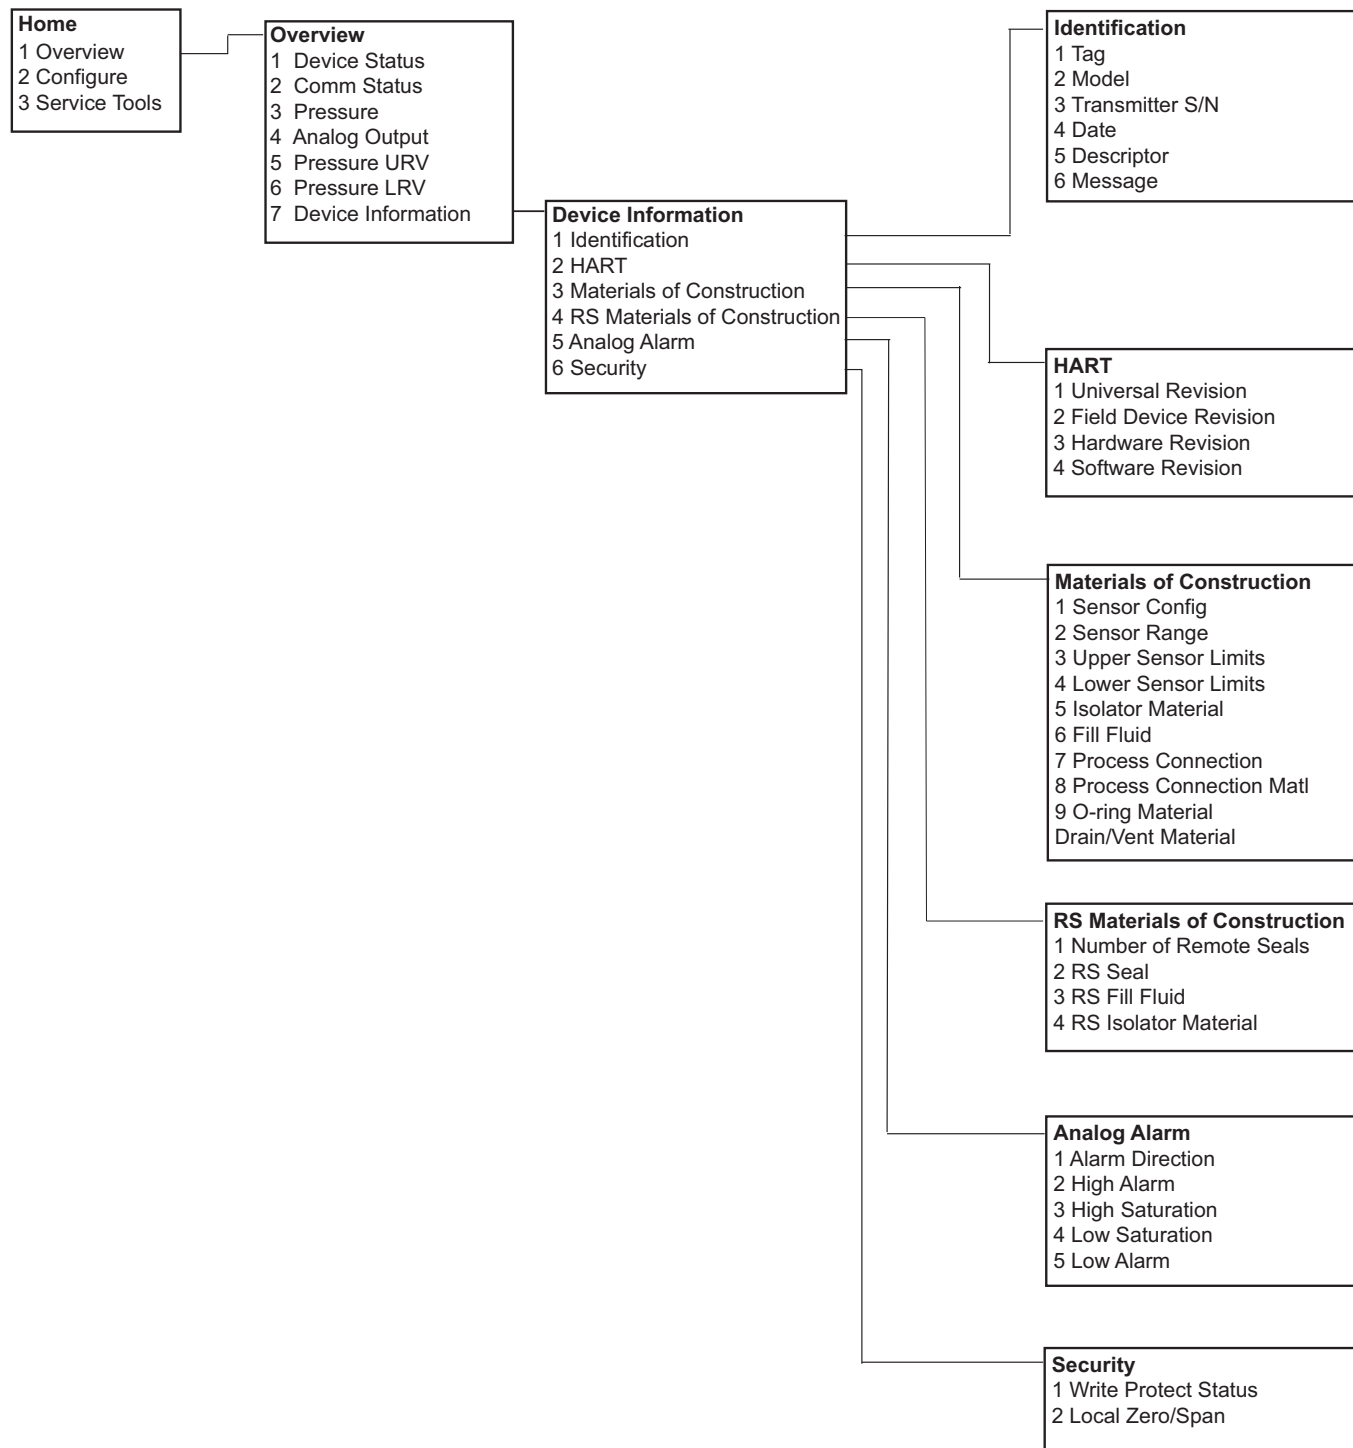 Home
1 Overview
2 Configure
3 Service Tools
Overview
1 Device Status
2 Comm Status
3 Pressure
4 Analog Output
5 Pressure URV
6 Pressure LRV
7 Device Information
Device Information
1 Identification
2 HART
3 Materials of Construction
4 RS Materials of Construction
5 Analog Alarm
6 Security
Identification
1 Tag
2 Model
3 Transmitter S/N
4 Date
5 Descriptor
6 Message
HART
1 Universal Revision
2 Field Device Revision
3 Hardware Revision
4 Software Revision
Materials of Construction
1 Sensor Config
2 Sensor Range
3 Upper Sensor Limits
4 Lower Sensor Limits
5 Isolator Material
6 Fill Fluid
7 Process Connection
8 Process Connection Matl
9 O-ring Material
Drain/Vent Material
RS Materials of Construction
1 Number of Remote Seals
2 RS Seal
3 RS Fill Fluid
4 RS Isolator Material
Analog Alarm
1 Alarm Direction
2 High Alarm
3 High Saturation
4 Low Saturation
5 Low Alarm
Security
1 Write Protect Status
2 Local Zero/Span